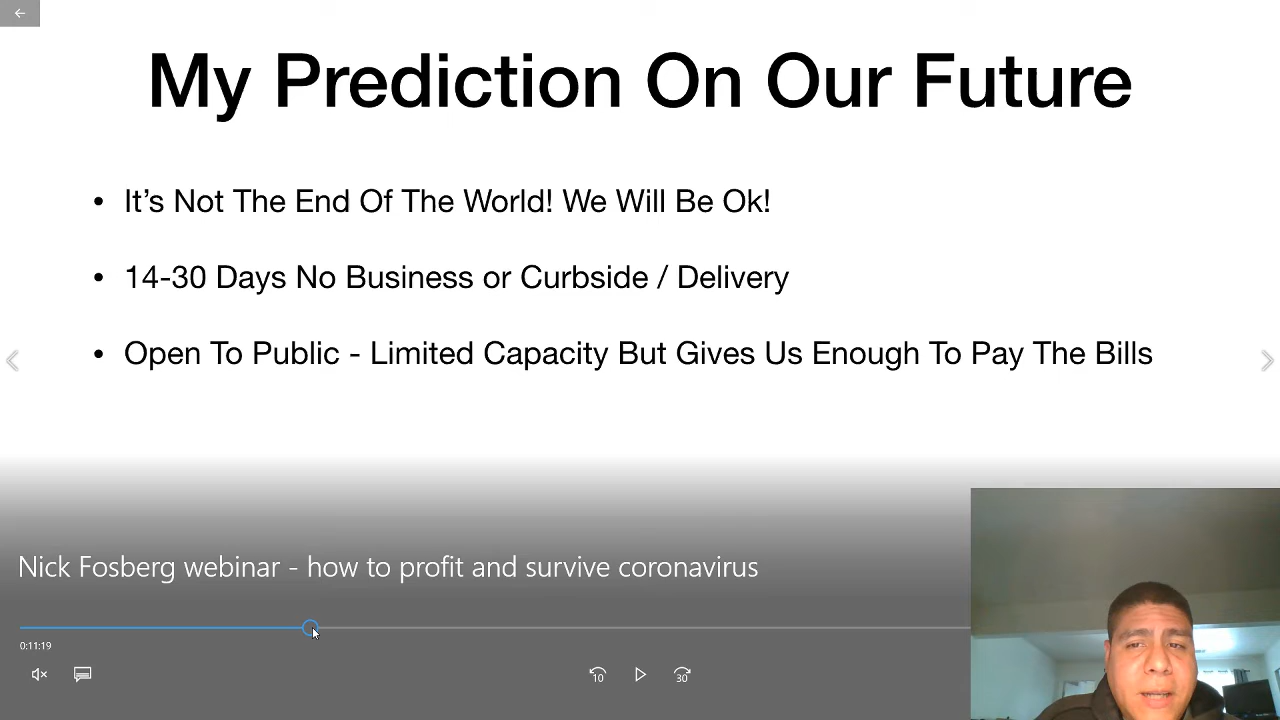 My Prediction On Our Future
• It’s Not The End Of The World! We Will Be Ok!
• 14-30 Days No Business or Curbside / Delivery
• Open To Public - Limited Capacity But Gives Us Enough To Pay The Bills
Nick Fosberg webinar - how to profit and survive coronavirus
0:11:19
10
30